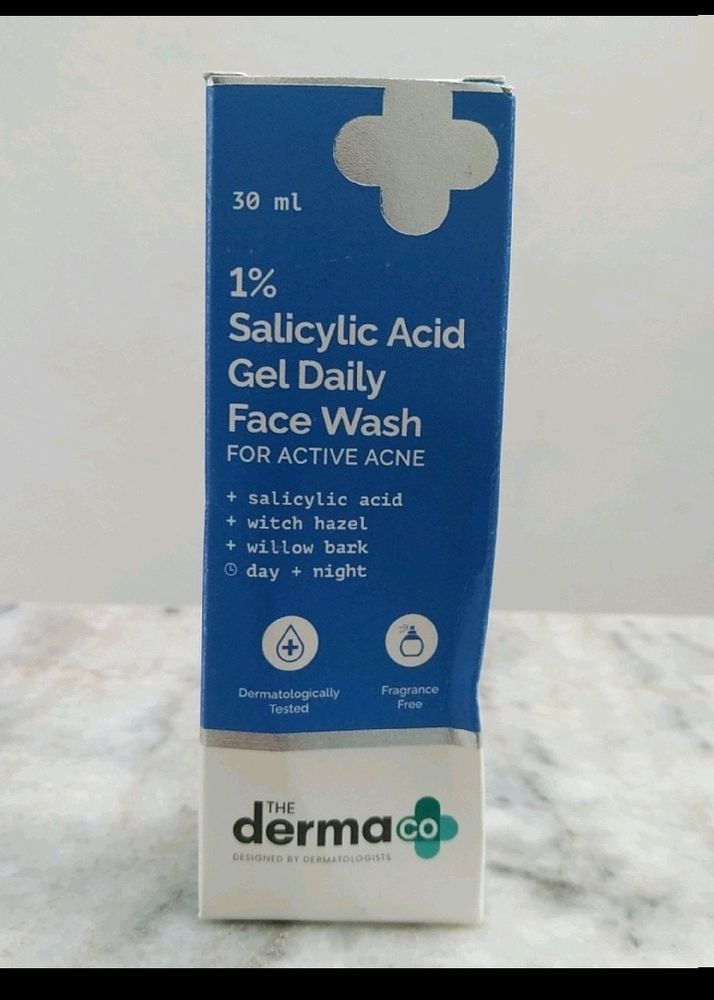 30 ml
1%
Salicylic Acid
Gel Daily
Face Wash
FOR ACTIVE ACNE
+ salicylic acid
+ witch hazel
+ willow bark
day + night
Dermatologically
Tested
Fragrance
Free
THE
derma co
DESIGNED BY DERMATOLOGISTS